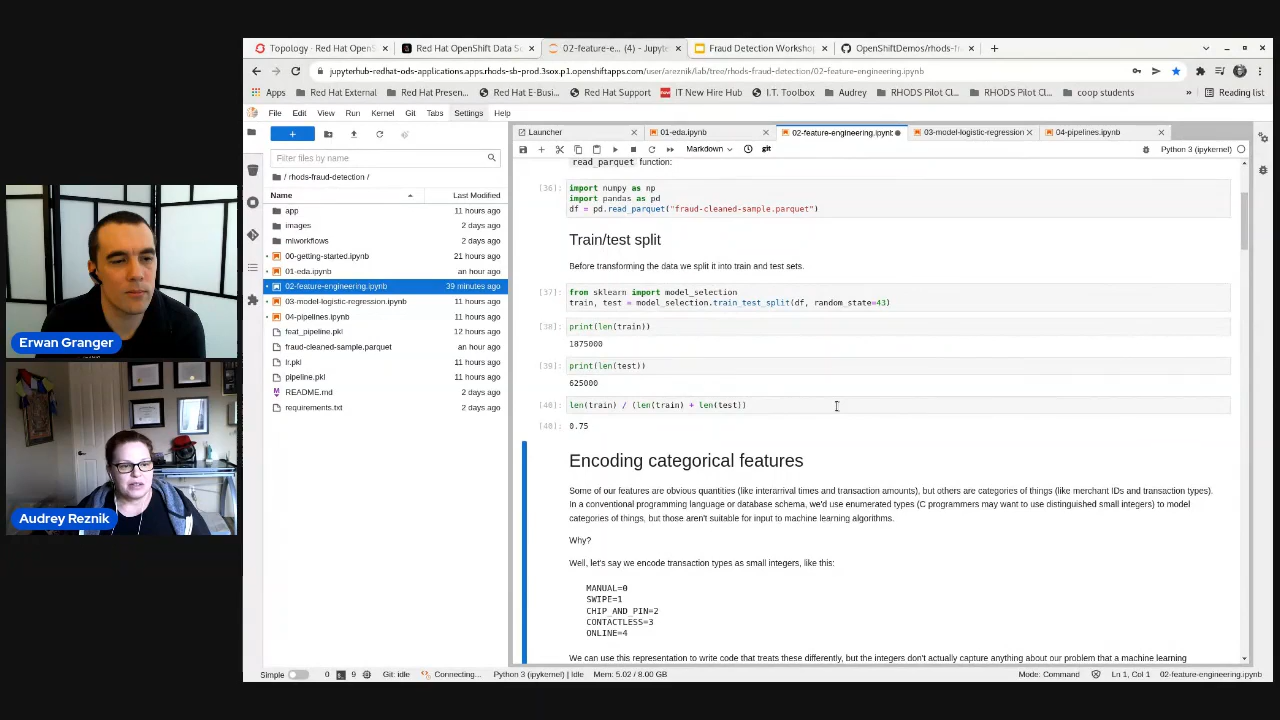 Topology · Red Hat OpenShift
Red Hat OpenShift Data Sc
02-feature-e... (4) - Jupyte
Fraud Detection Workshop
OpenShiftDemos/rhods-fr
jupyterhub-redhat-ods-applications.apps.rhods-sb-prod.3sox.p1.openshiftapps.com/user/areznik/lab/tree/rhods-fraud-detection/02-feature-engineering.ipynb
Apps
Red Hat External
Red Hat Presen...
Red Hat E-Busi...
Red Hat Support
IT New Hire Hub
I.T. Toolbox
Audrey
RHODS Pilot Cl...
RHODS Pilot CL...
coop students
»
Reading list
File Edit View Run Kernel Git Tabs Settings Help
+
Filter files by name
/ rhods-fraud-detection /
Name Last Modified
app 11 hours ago
images 2 days ago
mlworkflows 2 days ago
00-getting-started.ipynb 21 hours ago
01-eda.ipynb an hour ago
02-feature-engineering.ipynb 39 minutes ago
03-model-logistic-regression.ipynb 11 hours ago
04-pipelines.ipynb 11 hours ago
feat_pipeline.pkl 12 hours ago
fraud-cleaned-sample.parquet an hour ago
lr.pkl 11 hours ago
pipeline.pkl 11 hours ago
README.md 2 days ago
requirements.txt 2 days ago
Launcher
01-eda.ipynb
02-feature-engineering.ipynb
03-model-logistic-regression
04-pipelines.ipynb
Markdown
git
Python 3 (ipykernel)
read_parquet function:
[36]: import numpy as np
import pandas as pd
df = pd.read_parquet("fraud-cleaned-sample.parquet")
Train/test split
Before transforming the data we split it into train and test sets.
[37]: from sklearn import model_selection
train, test = model_selection.train_test_split(df, random_state=43)
[38]: print(len(train))
1875000
[39]: print(len(test))
625000
[40]: len(train) / (len(train) + len(test))
[40]: 0.75
Encoding categorical features
Some of our features are obvious quantities (like interarrival times and transaction amounts), but others are categories of things (like merchant IDs and transaction types).
In a conventional programming language or database schema, we'd use enumerated types (C programmers may want to use distinguished small integers) to model
categories of things, but those aren't suitable for input to machine learning algorithms.
Why?
Well, let's say we encode transaction types as small integers, like this:
MANUAL=0
SWIPE=1
CHIP_AND_PIN=2
CONTACTLESS=3
ONLINE=4
We can use this representation to write code that treats these differently, but the integers don't actually capture anything about our problem that a machine learning
Simple 0 9 Git: idle Connecting... Python 3 (ipykernel) | Idle Mem: 5.02 / 8.00 GB Mode: Command Ln 1, Col 1 02-feature-engineering.ipynb
Erwan Granger
Audrey Reznik